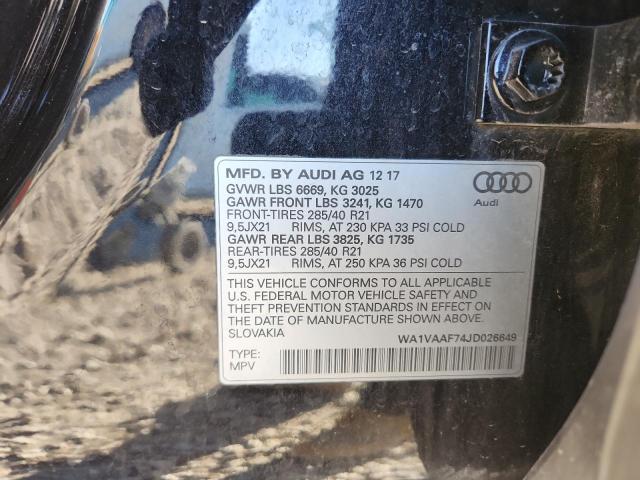 MFD. BY AUDI AG 12 17
GVWR LBS 6669, KG 3025
GAWR FRONT LBS 3241, KG 1470
FRONT-TIRES 285/40 R21
9,5JX21 RIMS, AT 230 KPA 33 PSI COLD
GAWR REAR LBS 3825, KG 1735
REAR-TIRES 285/40 R21
9,5JX21 RIMS, AT 250 KPA 36 PSI COLD
Audi
THIS VEHICLE CONFORMS TO ALL APPLICABLE
U.S. FEDERAL MOTOR VEHICLE SAFETY AND
THEFT PREVENTION STANDARDS IN EFFECT ON
THE DATE OF MANUFACTURE SHOWN ABOVE.
SLOVAKIA
WA1VAAF74JD026649
TYPE:
MPV